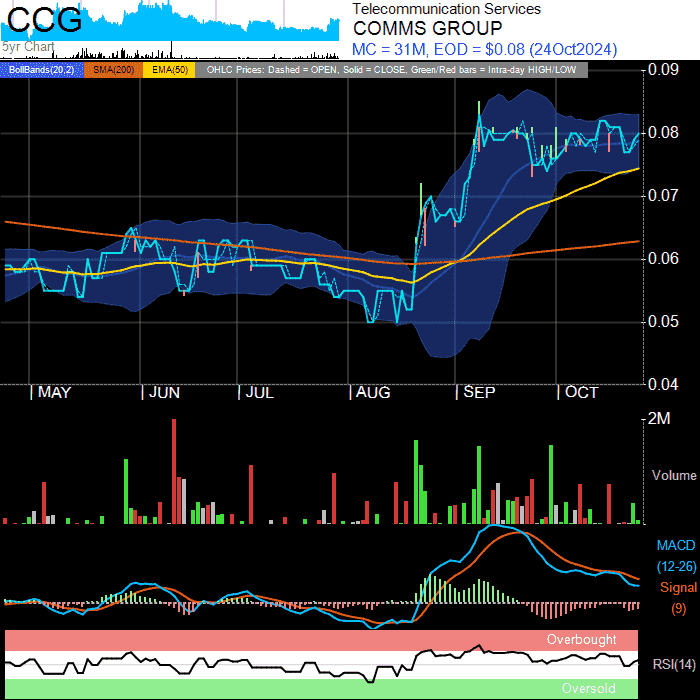 CCG
5yr Chart
Telecommunication Services
COMMS GROUP
MC = 31M, EOD = $0.08 (24Oct2024)
BollBands(20,2) SMA(200) EMA(50) OHLC Prices: Dashed = OPEN, Solid = CLOSE, Green/Red bars = Intra-day HIGH/LOW
0.09
0.08
0.07
0.06
0.05
0.04
| MAY | JUN | JUL | AUG | SEP | OCT
2M
Volume
MACD
(12-26)
Signal
(9)
Overbought
RSI(14)
Oversold